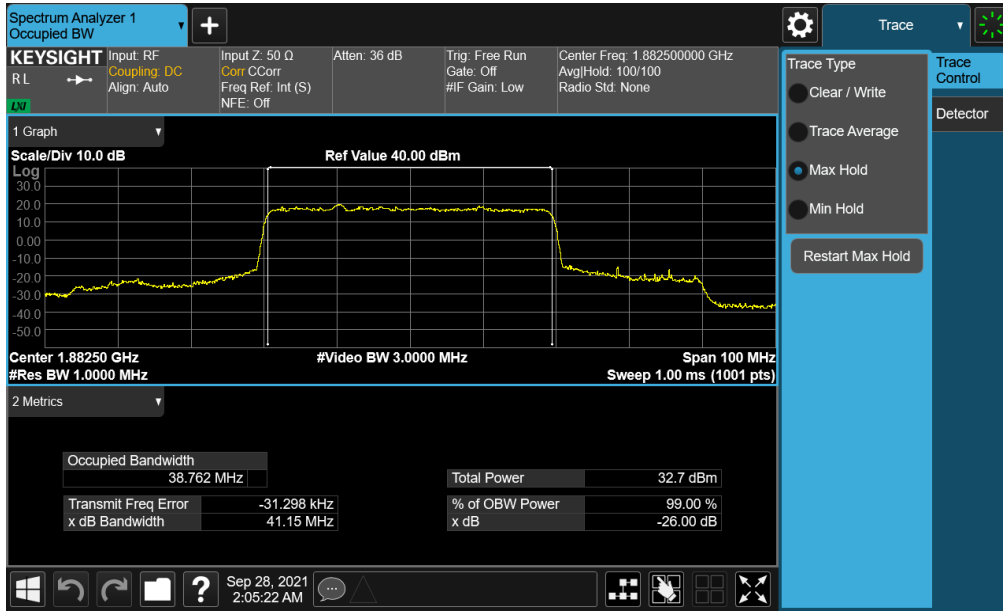 Spectrum Analyzer 1
Occupied BW
+
Trace
KEYSIGHT
R L
LXI
Input: RF
Coupling: DC
Align: Auto
Input Z: 50 Ω
Corr CCorr
Freq Ref: Int (S)
NFE: Off
Atten: 36 dB
Trig: Free Run
Gate: Off
#IF Gain: Low
Center Freq: 1.882500000 GHz
Avg|Hold: 100/100
Radio Std: None
Trace Type
Clear / Write
Trace Average
Max Hold
Min Hold
Restart Max Hold
Trace
Control
Detector
1 Graph
Scale/Div 10.0 dB
Ref Value 40.00 dBm
Log
30.0
20.0
10.0
0.00
-10.0
-20.0
-30.0
-40.0
-50.0
Center 1.88250 GHz
#Video BW 3.0000 MHz
Span 100 MHz
#Res BW 1.0000 MHz
Sweep 1.00 ms (1001 pts)
2 Metrics
Occupied Bandwidth
38.762 MHz
Total Power 32.7 dBm
Transmit Freq Error -31.298 kHz
% of OBW Power 99.00 %
x dB Bandwidth 41.15 MHz
x dB -26.00 dB
?
Sep 28, 2021
2:05:22 AM